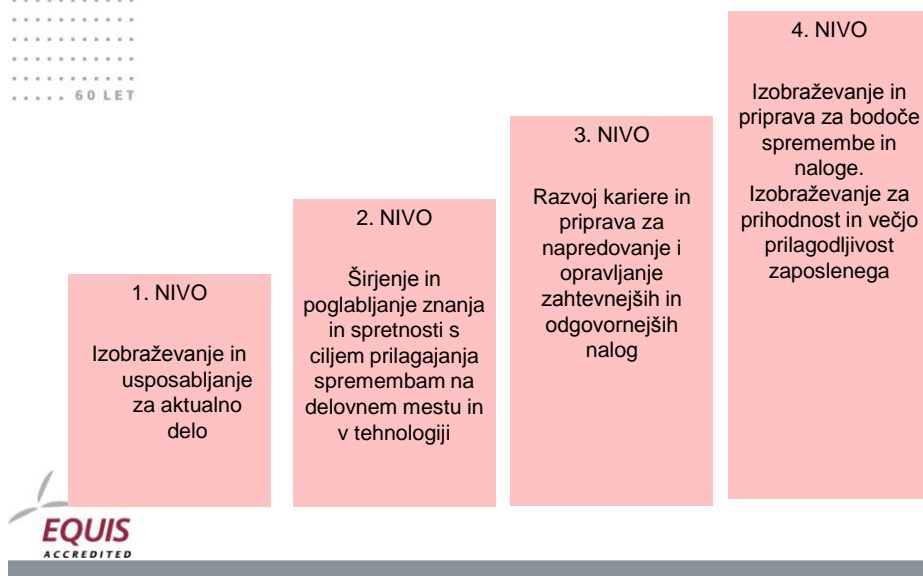 60 LET
1. NIVO
Izobraževanje in
usposabljanje
za aktualno
delo
2. NIVO
Širjenje in
poglabljanje znanja
in spretnosti s
ciljem prilagajanja
spremembam na
delovnem mestu in
v tehnologiji
3. NIVO
Razvoj kariere in
priprava za
napredovanje i
opravljanje
zahtevnejših in
odgovornejših
nalog
4. NIVO
Izobraževanje in
priprava za bodoče
spremembe in
naloge.
Izobraževanje za
prihodnost in večjo
prilagodljivost
zaposlenega
EQUIS
ACCREDITED